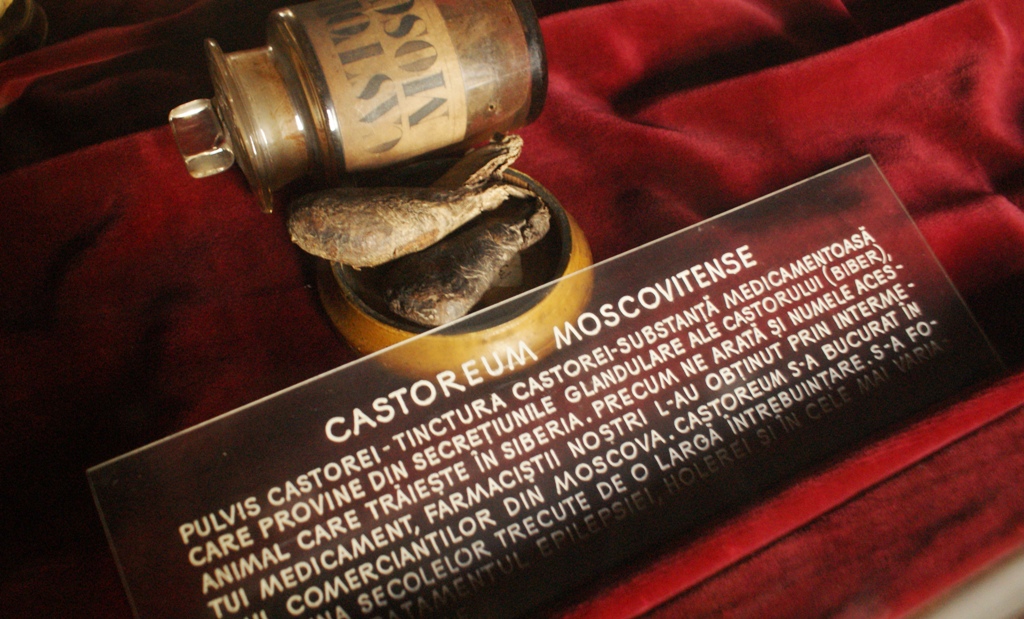 CASTOREUM MOSCOVITENSE
PULVIS CASTOREI-TINCTURA CASTOREI-SUBSTANȚĂ MEDICAMENTOASĂ
CARE PROVINE DIN SECREȚIUNILE GLANDULARE ALE CASTORULUI (BIBER),
ANIMAL CARE TRĂIEȘTE ÎN SIBERIA. PRECUM NE ARATĂ ȘI NUMELE ACES-
TUI MEDICAMENT, FARMACIȘTII NOȘTRI L-AU OBȚINUT PRIN INTERME-
COMERCIANȚILOR DIN MOSCOVA. CASTOREUM S-A BUCURAT ÎN
SECOLELOR TRECUTE DE O LARGĂ ÎNTREBUINȚARE. S-A FO-
EPILEPSIEI, HOLEREI ȘI ÎN CELE MAI VARIA-